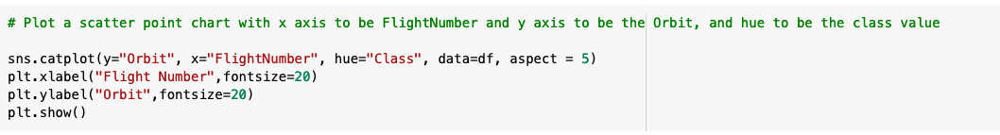 # Plot a scatter point chart with x axis to be FlightNumber and y axis to be the Orbit, and hue to be the class value
sns.catplot(y="Orbit", x="FlightNumber", hue="Class", data=df, aspect = 5)
plt.xlabel("Flight Number",fontsize=20)
plt.ylabel("Orbit",fontsize=20)
plt.show()